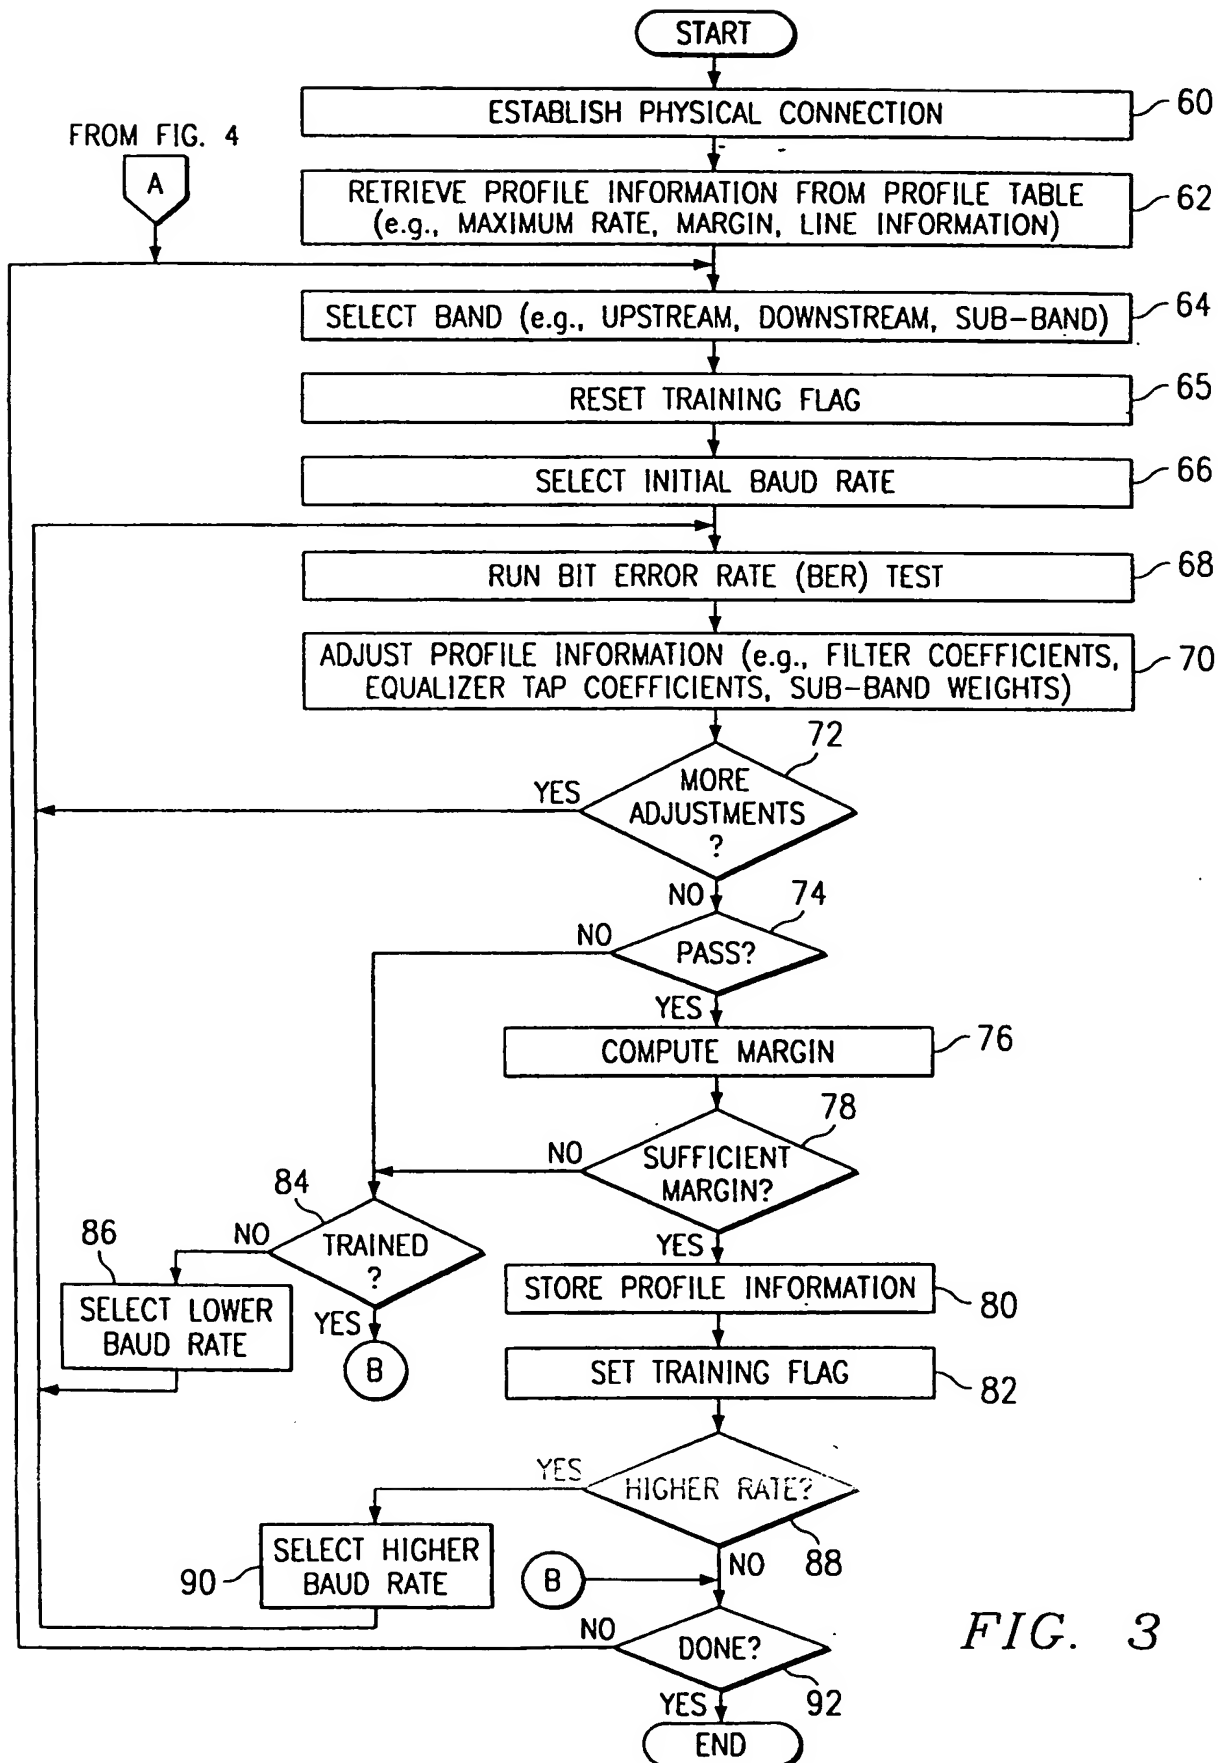 START
ESTABLISH PHYSICAL CONNECTION
60
FROM FIG. 4
A
RETRIEVE PROFILE INFORMATION FROM PROFILE TABLE
(e.g., MAXIMUM RATE, MARGIN, LINE INFORMATION)
62
SELECT BAND (e.g., UPSTREAM, DOWNSTREAM, SUB-BAND)
64
RESET TRAINING FLAG
65
SELECT INITIAL BAUD RATE
66
RUN BIT ERROR RATE (BER) TEST
68
ADJUST PROFILE INFORMATION (e.g., FILTER COEFFICIENTS,
EQUALIZER TAP COEFFICIENTS, SUB-BAND WEIGHTS)
70
72
YES
MORE
ADJUSTMENTS
?
NO
74
NO
PASS?
YES
COMPUTE MARGIN
76
78
NO
SUFFICIENT
MARGIN?
YES
84
NO
TRAINED
?
YES
B
86
SELECT LOWER
BAUD RATE
STORE PROFILE INFORMATION
80
SET TRAINING FLAG
82
YES
HIGHER RATE?
88
NO
SELECT HIGHER
BAUD RATE
90
B
NO
DONE?
92
YES
END
FIG. 3